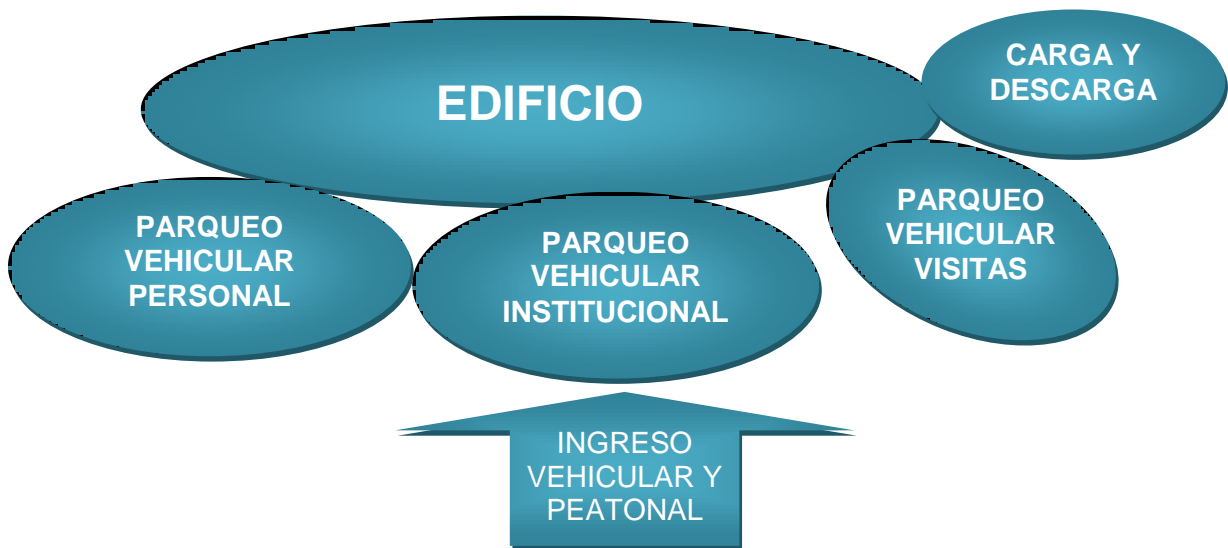 EDIFICIO
CARGA Y
DESCARGA
PARQUEO
VEHICULAR
PERSONAL
PARQUEO
VEHICULAR
INSTITUCIONAL
PARQUEO
VEHICULAR
VISITAS
INGRESO
VEHICULAR Y
PEATONAL